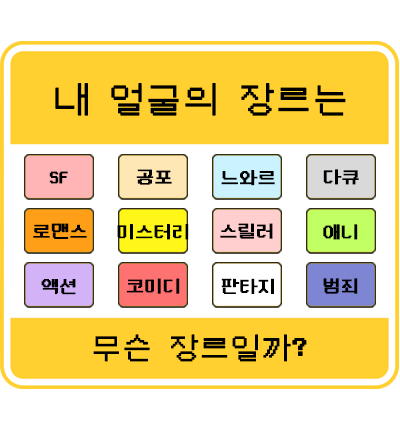 내 얼굴의 장르는
SF 공포 느와르 다큐
로맨스 미스터리 스릴러 애니
액션 코미디 판타지 범죄
무슨 장르일까?